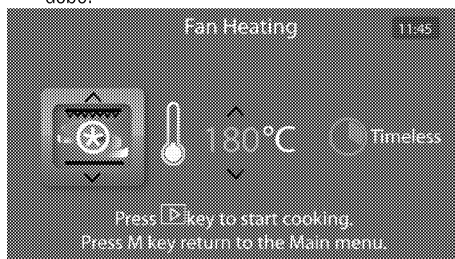 dobo.
Fan Heating
11:45
180°C
Timeless
Press key to start cooking.
Press M key return to the Main menu.